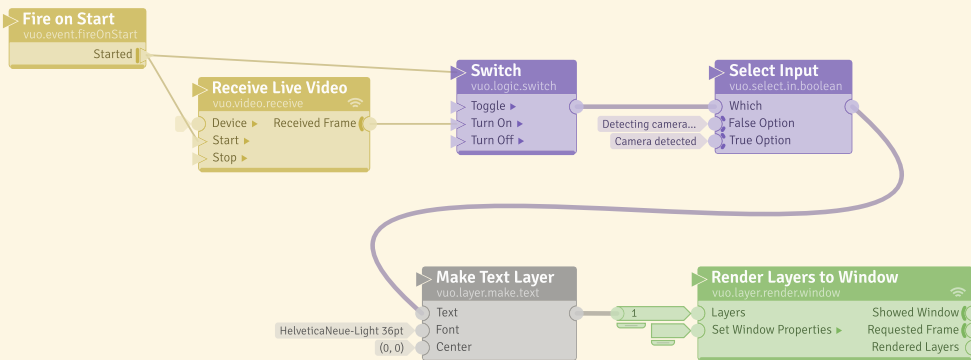 Fire on Start
vuo.event.fireOnStart
Started
Receive Live Video
vuo.video.receive
Device
Received Frame
Start
Stop
Switch
vuo.logic.switch
Toggle
Turn On
Turn Off
Select Input
vuo.select.in.boolean
Which
Detecting camera...
False Option
Camera detected
True Option
Make Text Layer
vuo.layer.make.text
Text
HelveticaNeue-Light 36pt
Font
(0, 0)
Center
Render Layers to Window
vuo.layer.render.window
1
Layers
Showed Window
Set Window Properties
Requested Frame
Rendered Layers